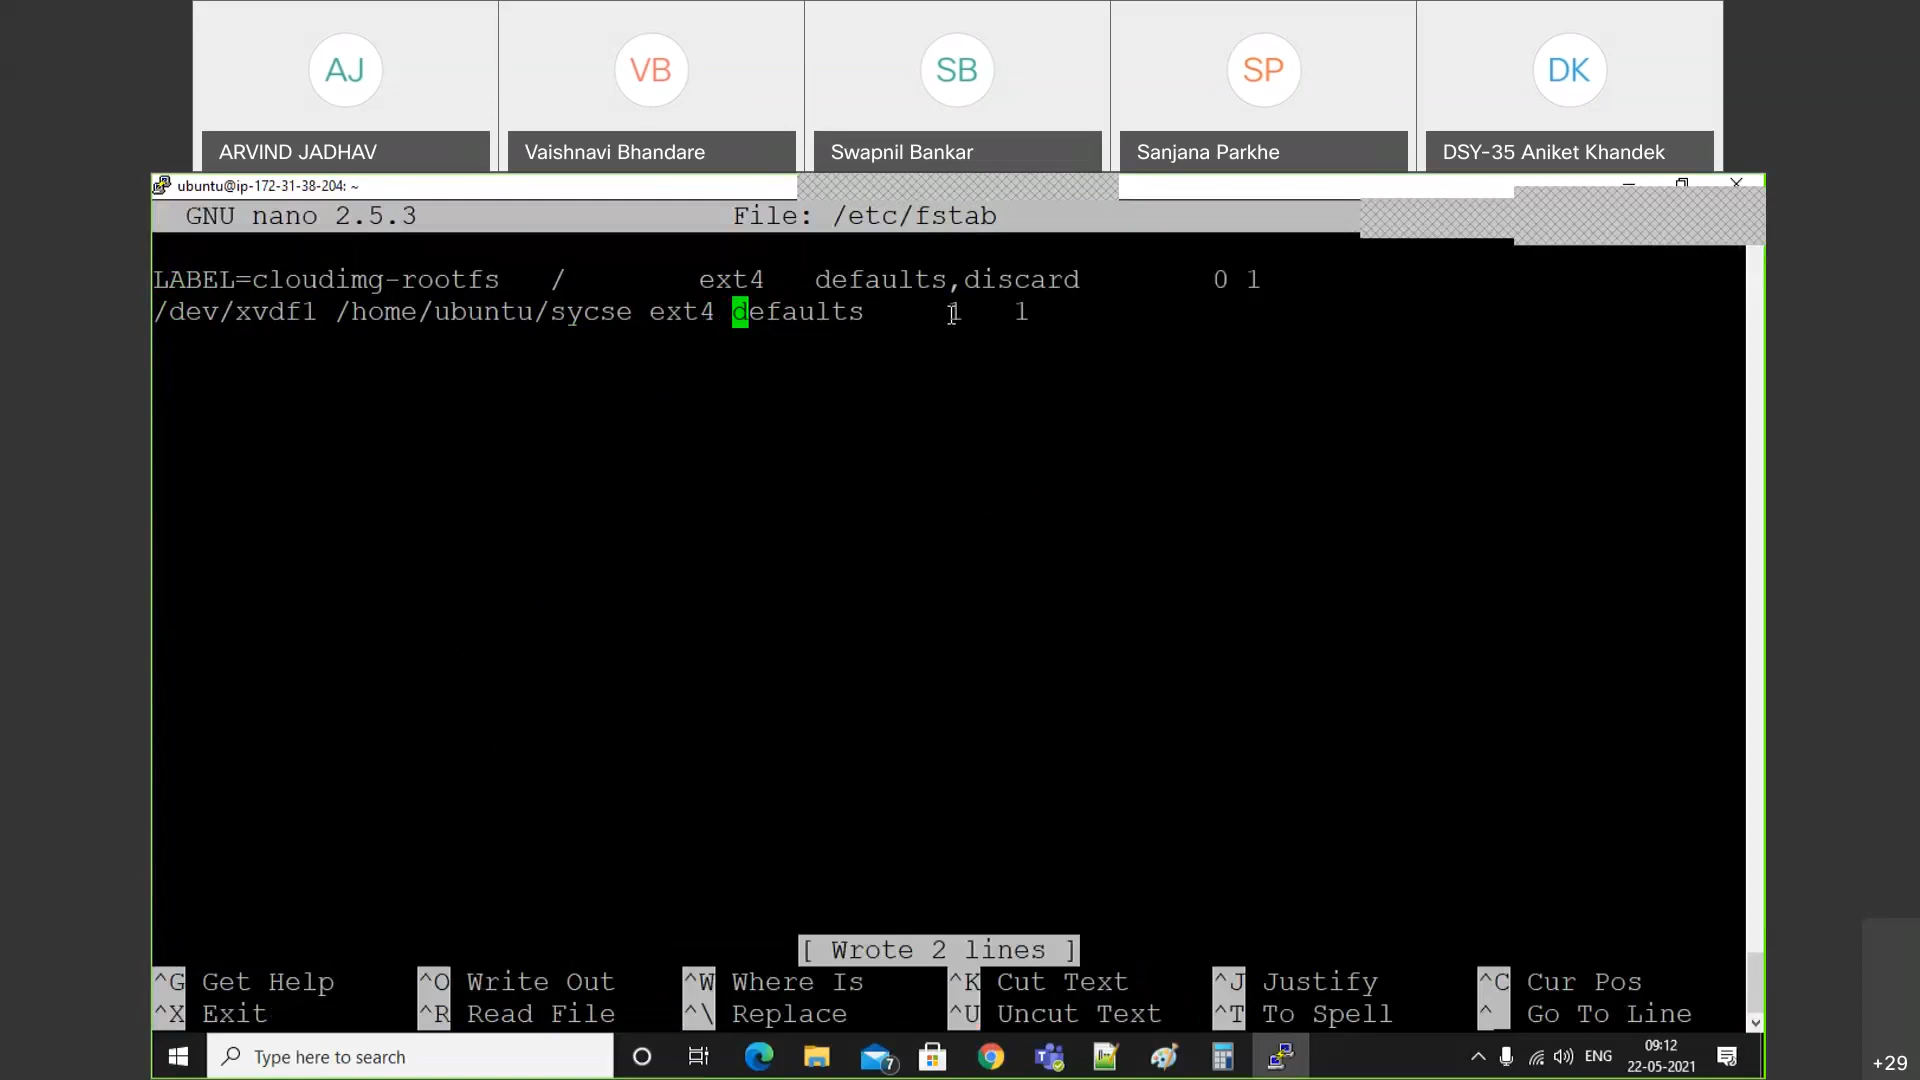 AJ VB SB SP DK
ARVIND JADHAV Vaishnavi Bhandare Swapnil Bankar Sanjana Parkhe DSY-35 Aniket Khandek
ubuntu@ip-172-31-38-204: ~
GNU nano 2.5.3 File: /etc/fstab
LABEL=cloudimg-rootfs / ext4 defaults,discard 0 1
/dev/xvdf1 /home/ubuntu/sycse ext4 defaults 1 1
[ Wrote 2 lines ]
^G Get Help ^O Write Out ^W Where Is ^K Cut Text ^J Justify ^C Cur Pos
^X Exit ^R Read File ^\ Replace ^U Uncut Text ^T To Spell ^_ Go To Line
Type here to search 7 ENG 09:12
22-05-2021
+29